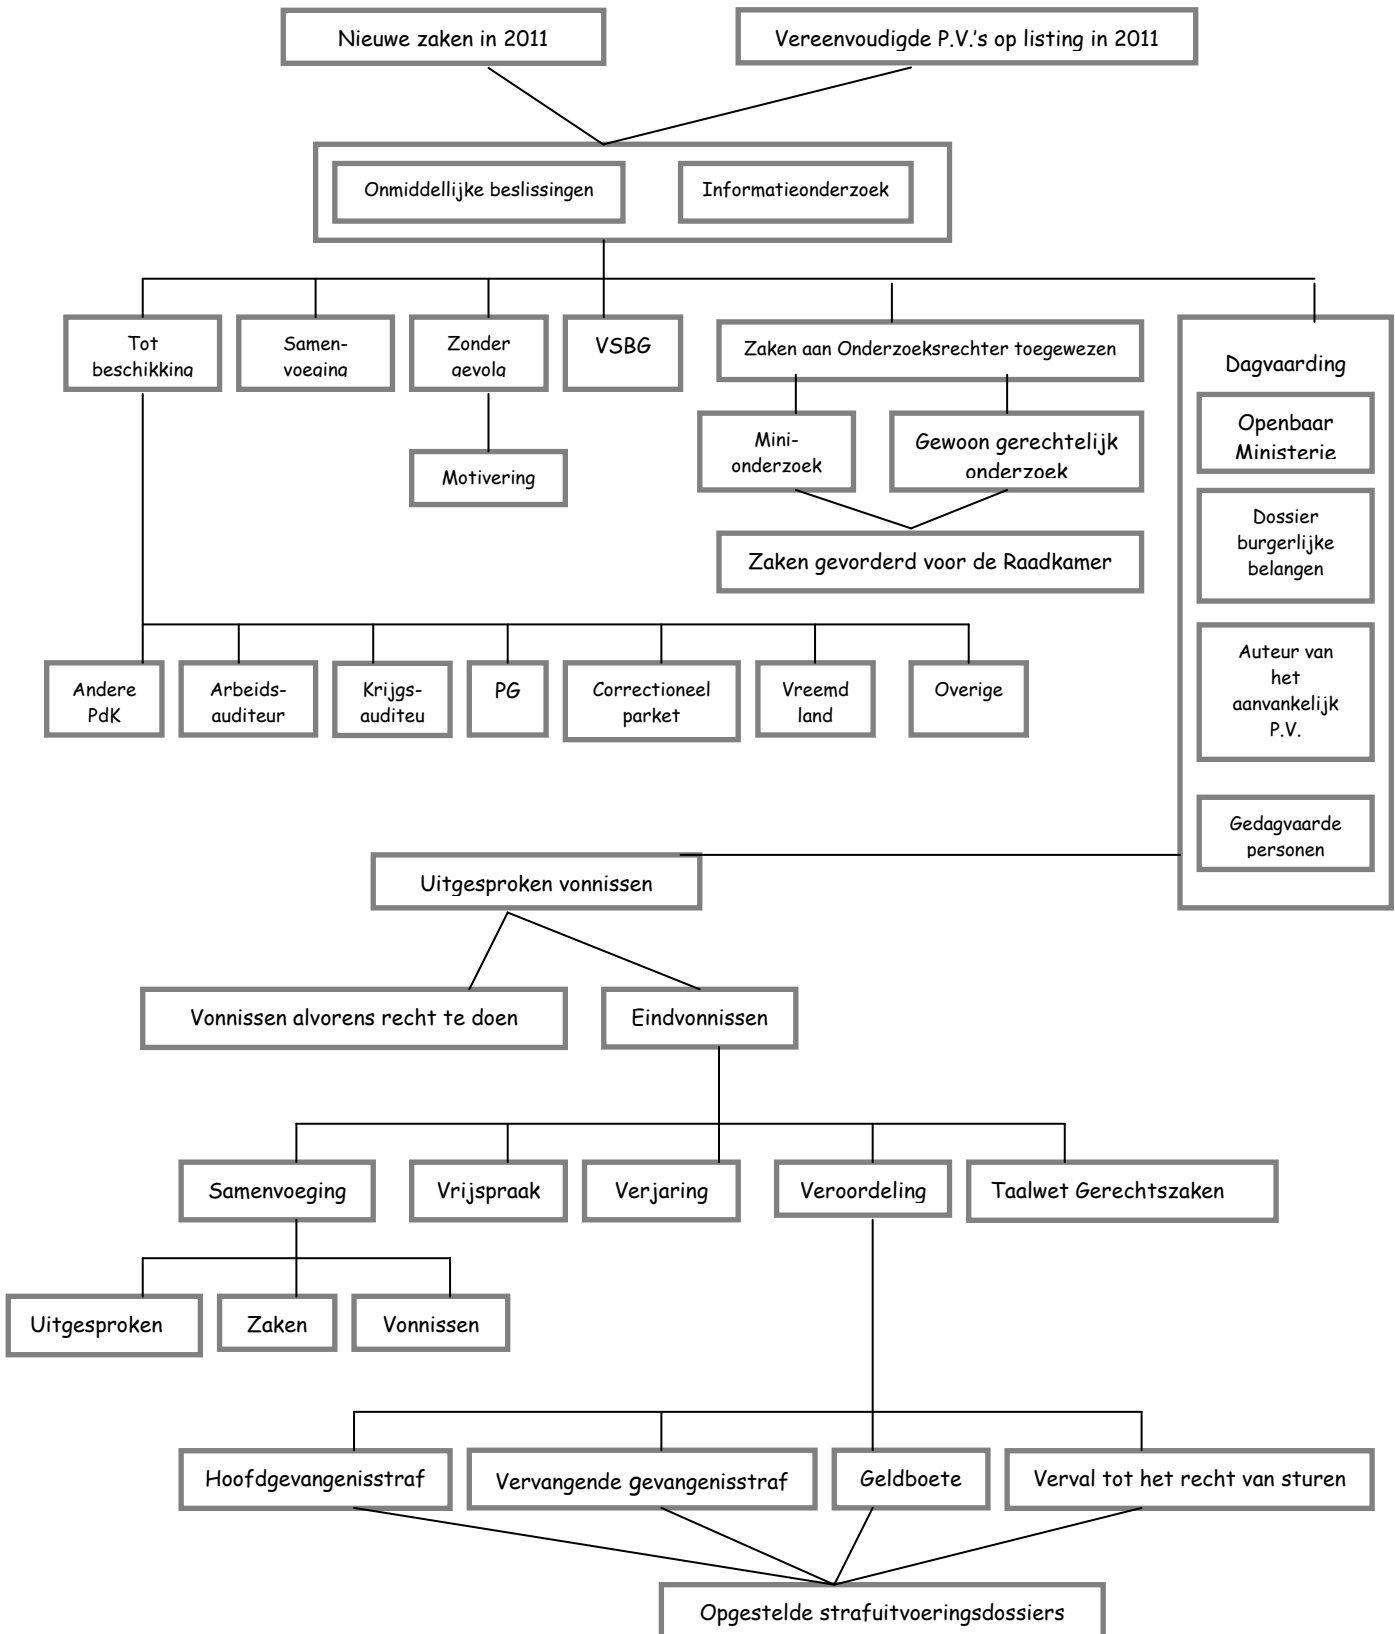 Nieuwe zaken in 2011
Vereenvoudigde P.V.'s op listing in 2011
Onmiddellijke beslissingen
Informatieonderzoek
Tot
beschikking
Samen-
voeging
Zonder
gevolg
VSBG
Zaken aan Onderzoeksrechter toegewezen
Dagvaarding
Openbaar
Ministerie
Mini-
onderzoek
Gewoon gerechtelijk
onderzoek
Motivering
Dossier
burgerlijke
belangen
Zaken gevorderd voor de Raadkamer
Auteur van
het
aanvankelijk
P.V.
Andere
PdK
Arbeids-
auditeur
Krijgs-
auditeu
PG
Correctioneel
parket
Vreemd
land
Overige
Gedagvaarde
personen
Uitgesproken vonnissen
Vonnissen alvorens recht te doen
Eindvonnissen
Samenvoeging
Vrijspraak
Verjaring
Veroordeling
Taalwet Gerechtszaken
Uitgesproken
Zaken
Vonnissen
Hoofdgevangenisstraf
Vervangende gevangenisstraf
Geldboete
Verval tot het recht van sturen
Opgestelde strafuitvoeringsdossiers